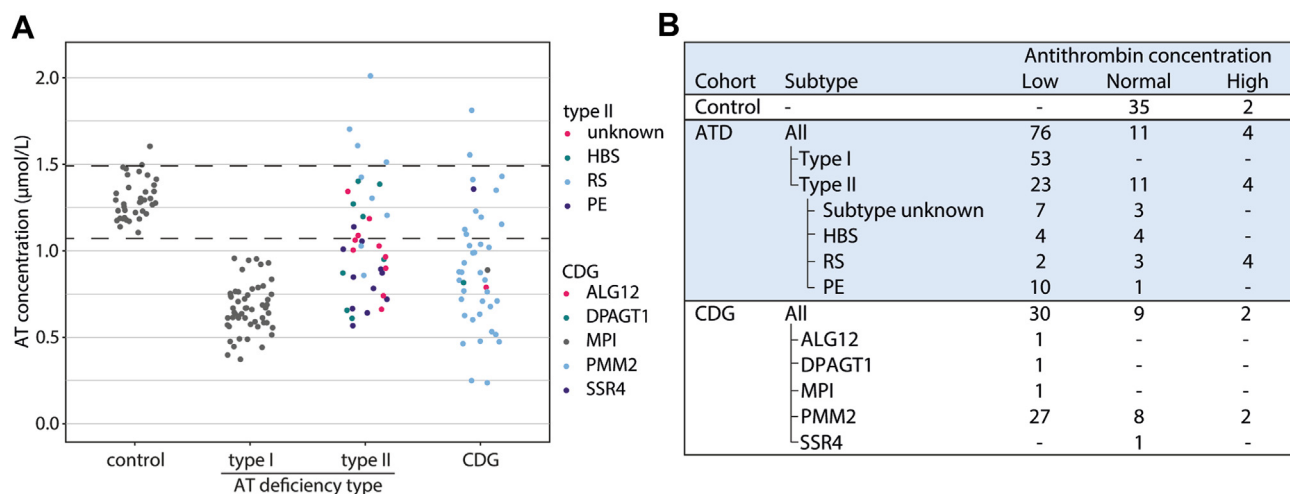 A
AT concentration (µmol/L)
2.0
1.5
1.0
0.5
0.0
control
type I
type II
CDG
AT deficiency type
type II
unknown
HBS
RS
PE
CDG
ALG12
DPAGT1
MPI
PMM2
SSR4
B
Antithrombin concentration
Cohort Subtype Low Normal High
Control - - 35 2
ATD All 76 11 4
Type I 53 - -
Type II 23 11 4
Subtype unknown 7 3 -
HBS 4 4 -
RS 2 3 4
PE 10 1 -
CDG All 30 9 2
ALG12 1 - -
DPAGT1 1 - -
MPI 1 - -
PMM2 27 8 2
SSR4 - 1 -